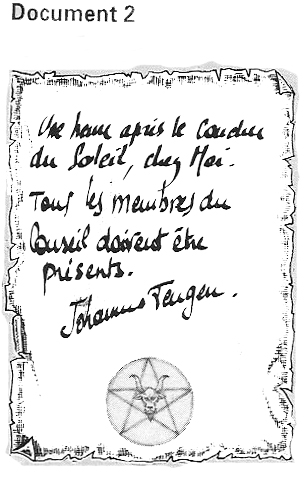 Document 2
Une heure après le coucher
du Soleil, chez Moi.
Tous les membres du
Conseil doivent être
présents.
Johannes Teugen.